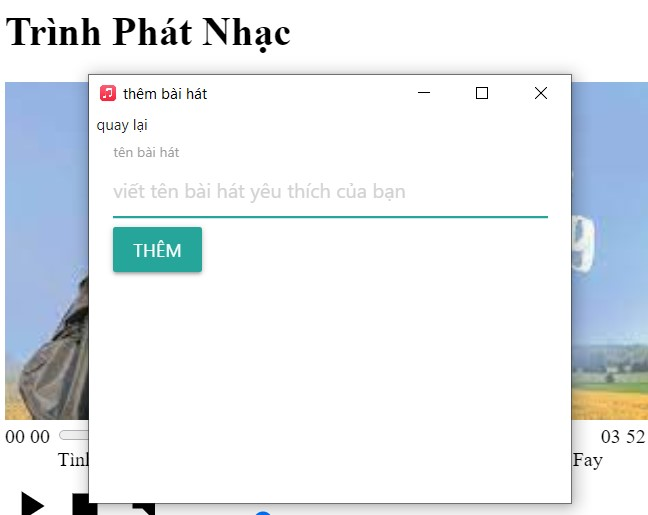 Trình Phát Nhạc
thêm bài hát
quay lại
tên bài hát
viết tên bài hát yêu thích của bạn
THÊM
00 00
03 52
Fay